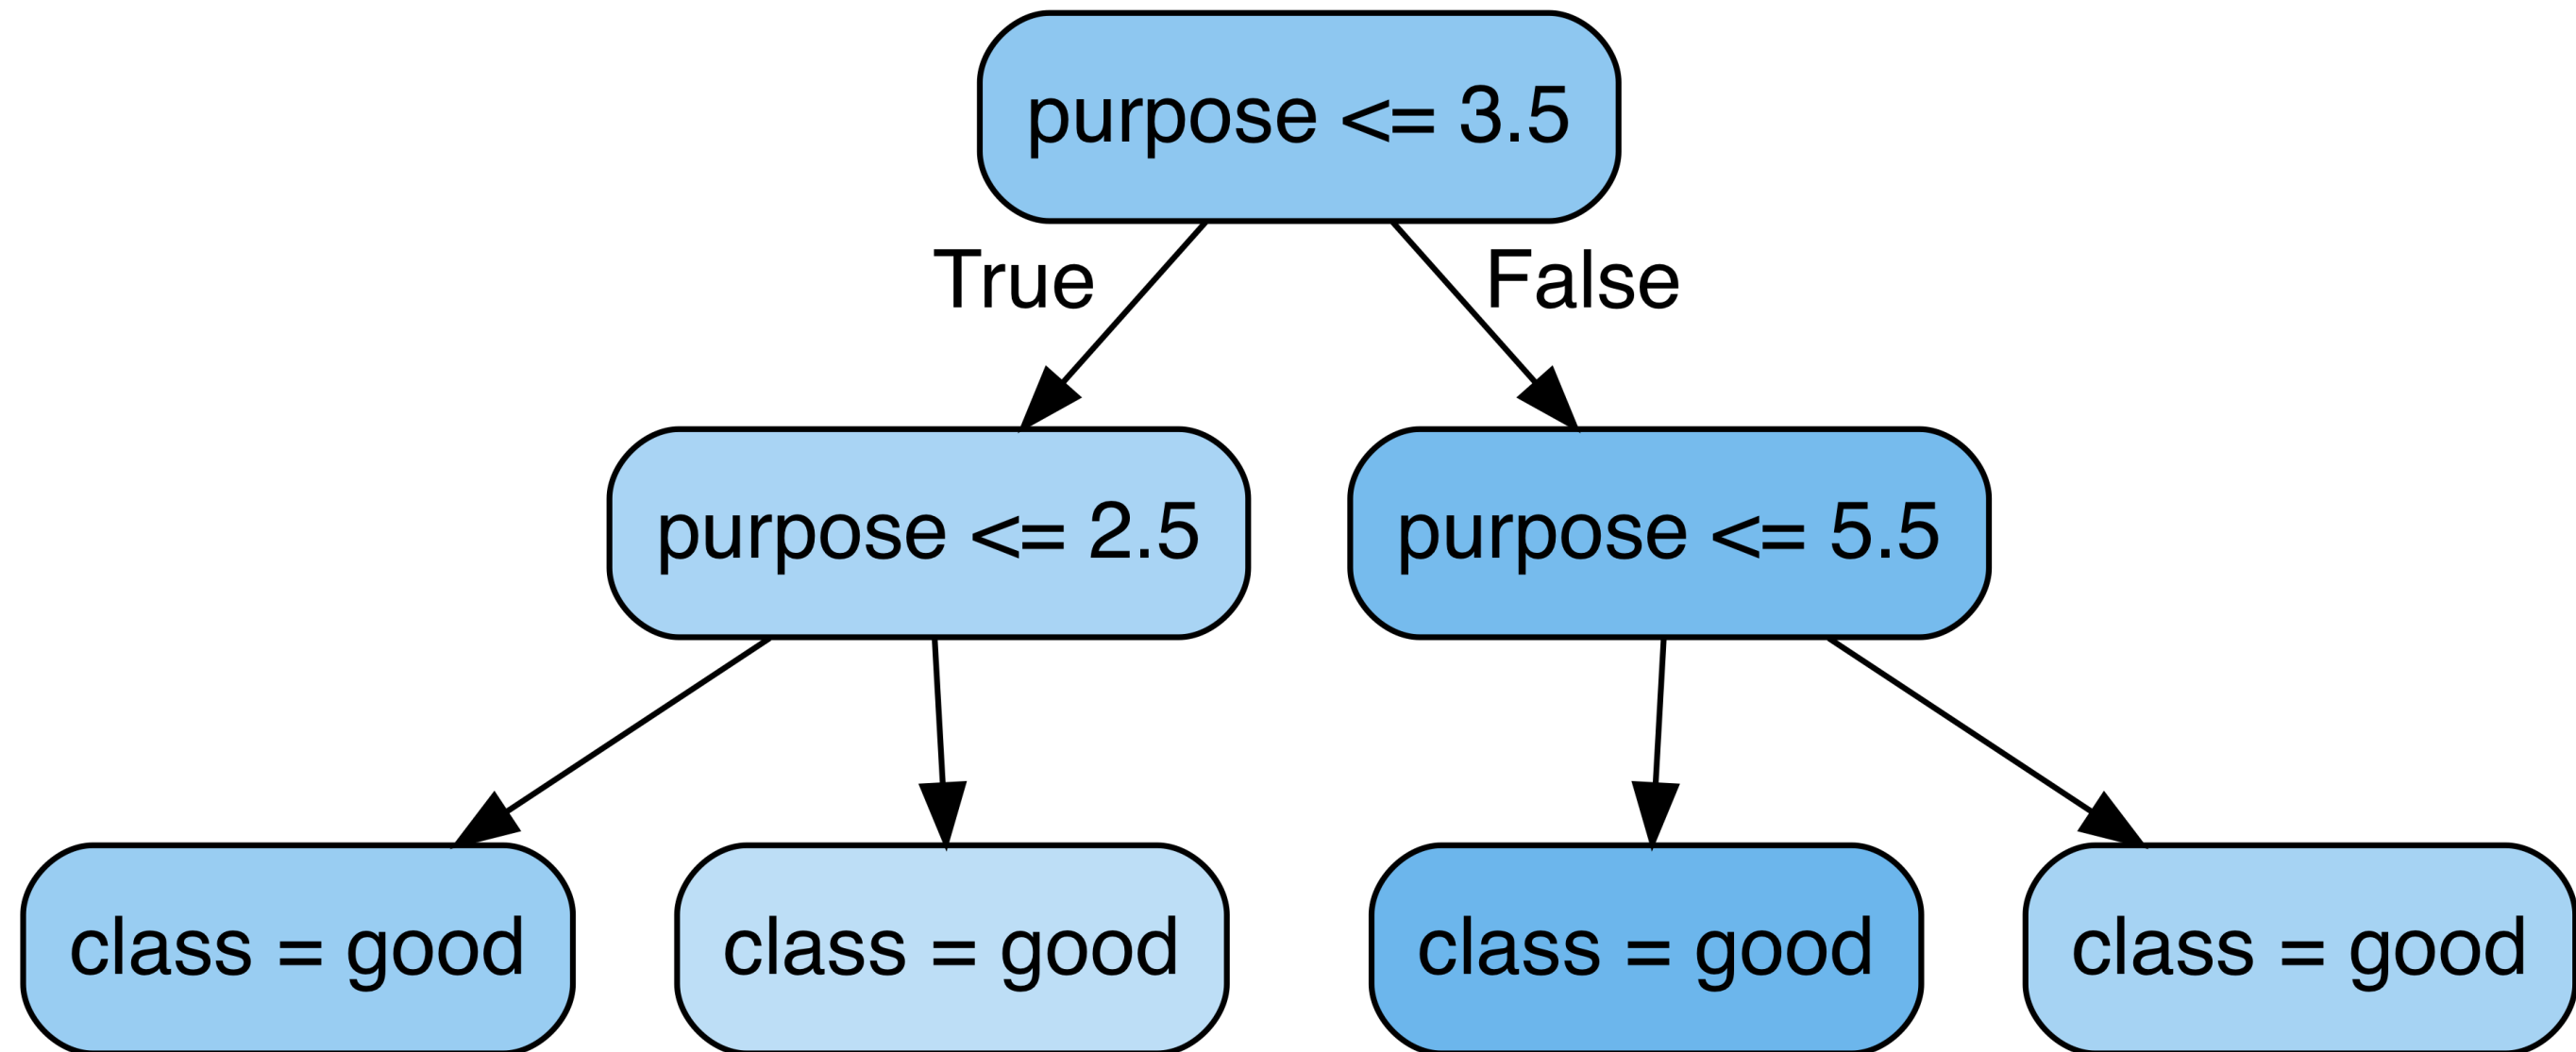 purpose <= 3.5
True
False
purpose <= 2.5
purpose <= 5.5
class = good
class = good
class = good
class = good